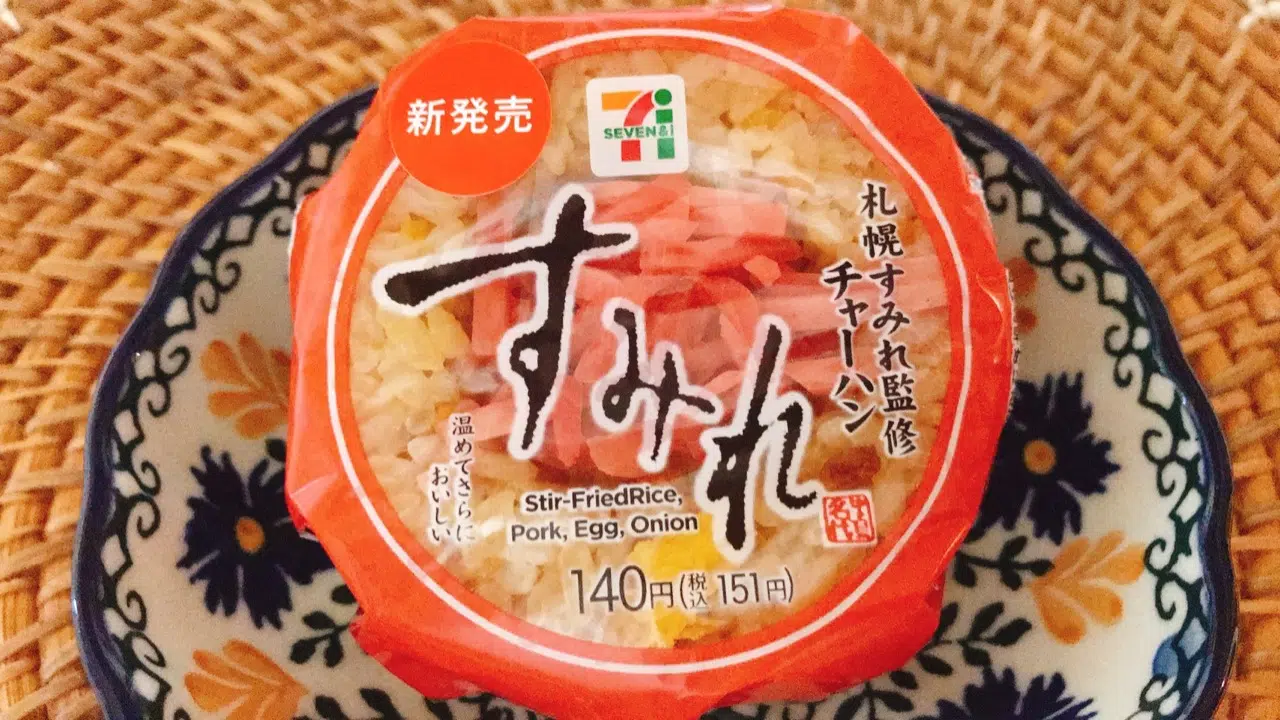 新発売
SEVEN&i
すみれ
札幌すみれ監修
チャーハン
温めてさらに
おいしい
Stir-FriedRice,
Pork, Egg, Onion
140円(税込 151円)